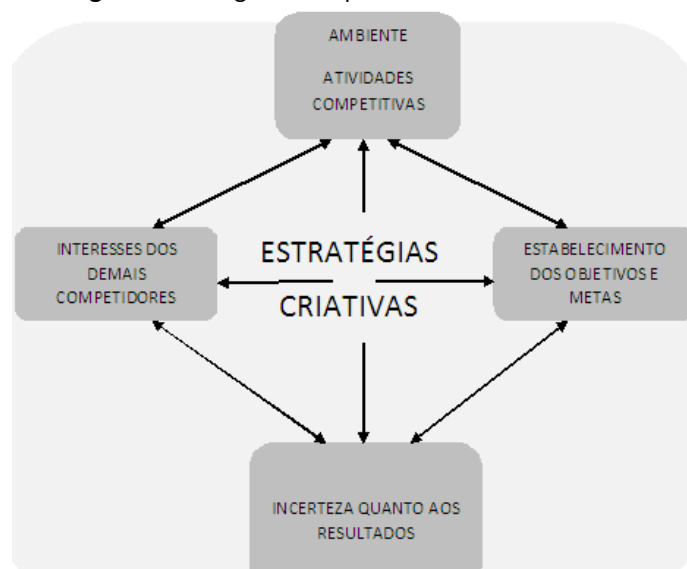 AMBIENTE
ATIVIDADES
COMPETITIVAS
INTERESSES DOS
DEMAIS
COMPETIDORES
ESTRATÉGIAS
CRIATIVAS
ESTABELECIMENTO
DOS OBJETIVOS E
METAS
INCERTEZA QUANTO AOS
RESULTADOS